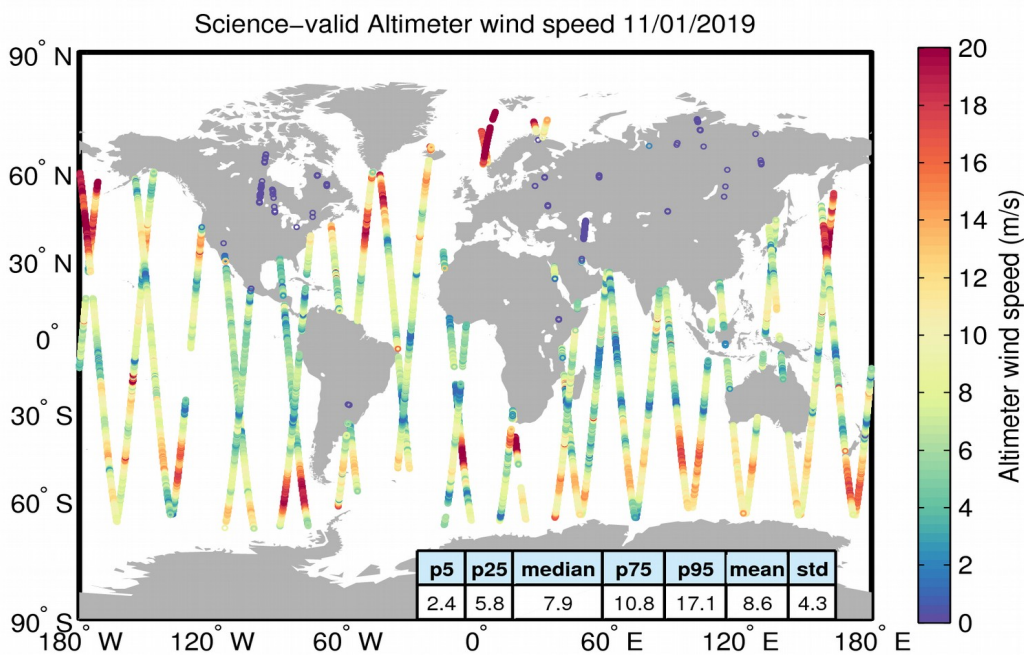 Science−valid Altimeter wind speed 11/01/2019
90° N
60° N
30° N
0°
30° S
60° S
90° S
180° W
120° W
60° W
0°
60° E
120° E
180° E
p5 p25 median p75 p95 mean std
2.4 5.8 7.9 10.8 17.1 8.6 4.3
20
18
16
14
12
10
8
6
4
2
0
Altimeter wind speed (m/s)